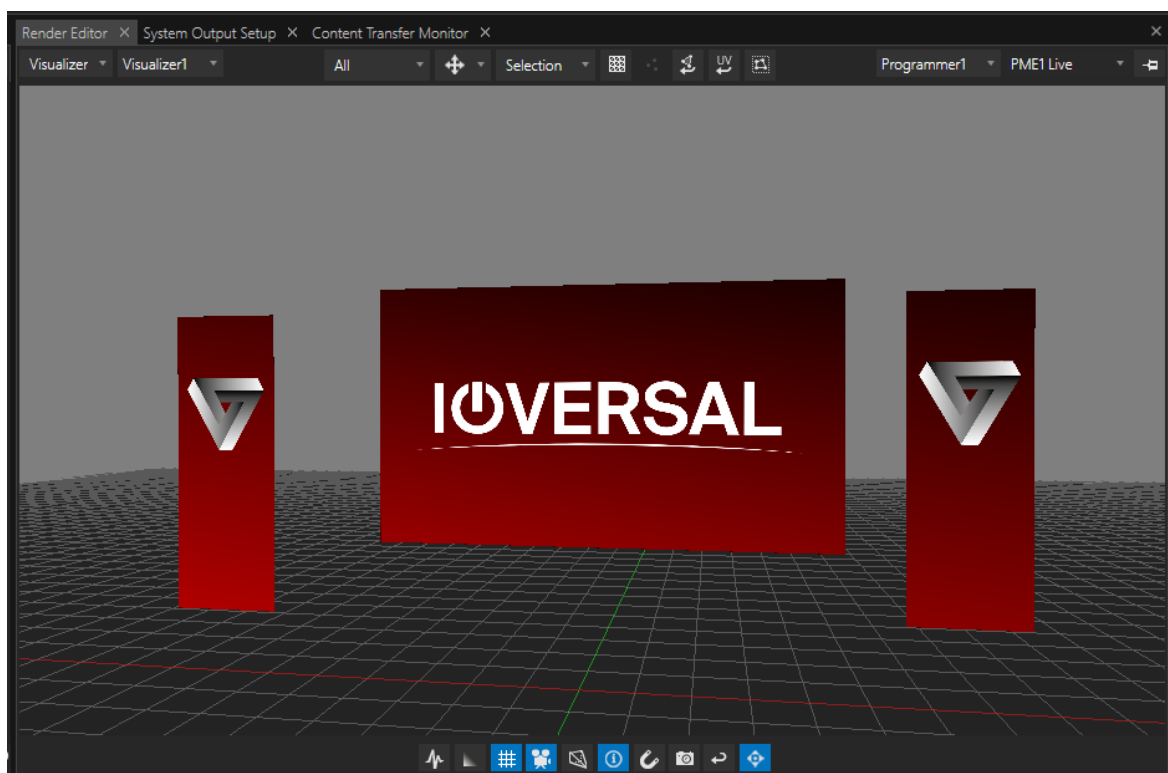 Render Editor System Output Setup Content Transfer Monitor
Visualizer Visualizer1 All Selection UV Programmer1 PME1 Live
IOVERSAL